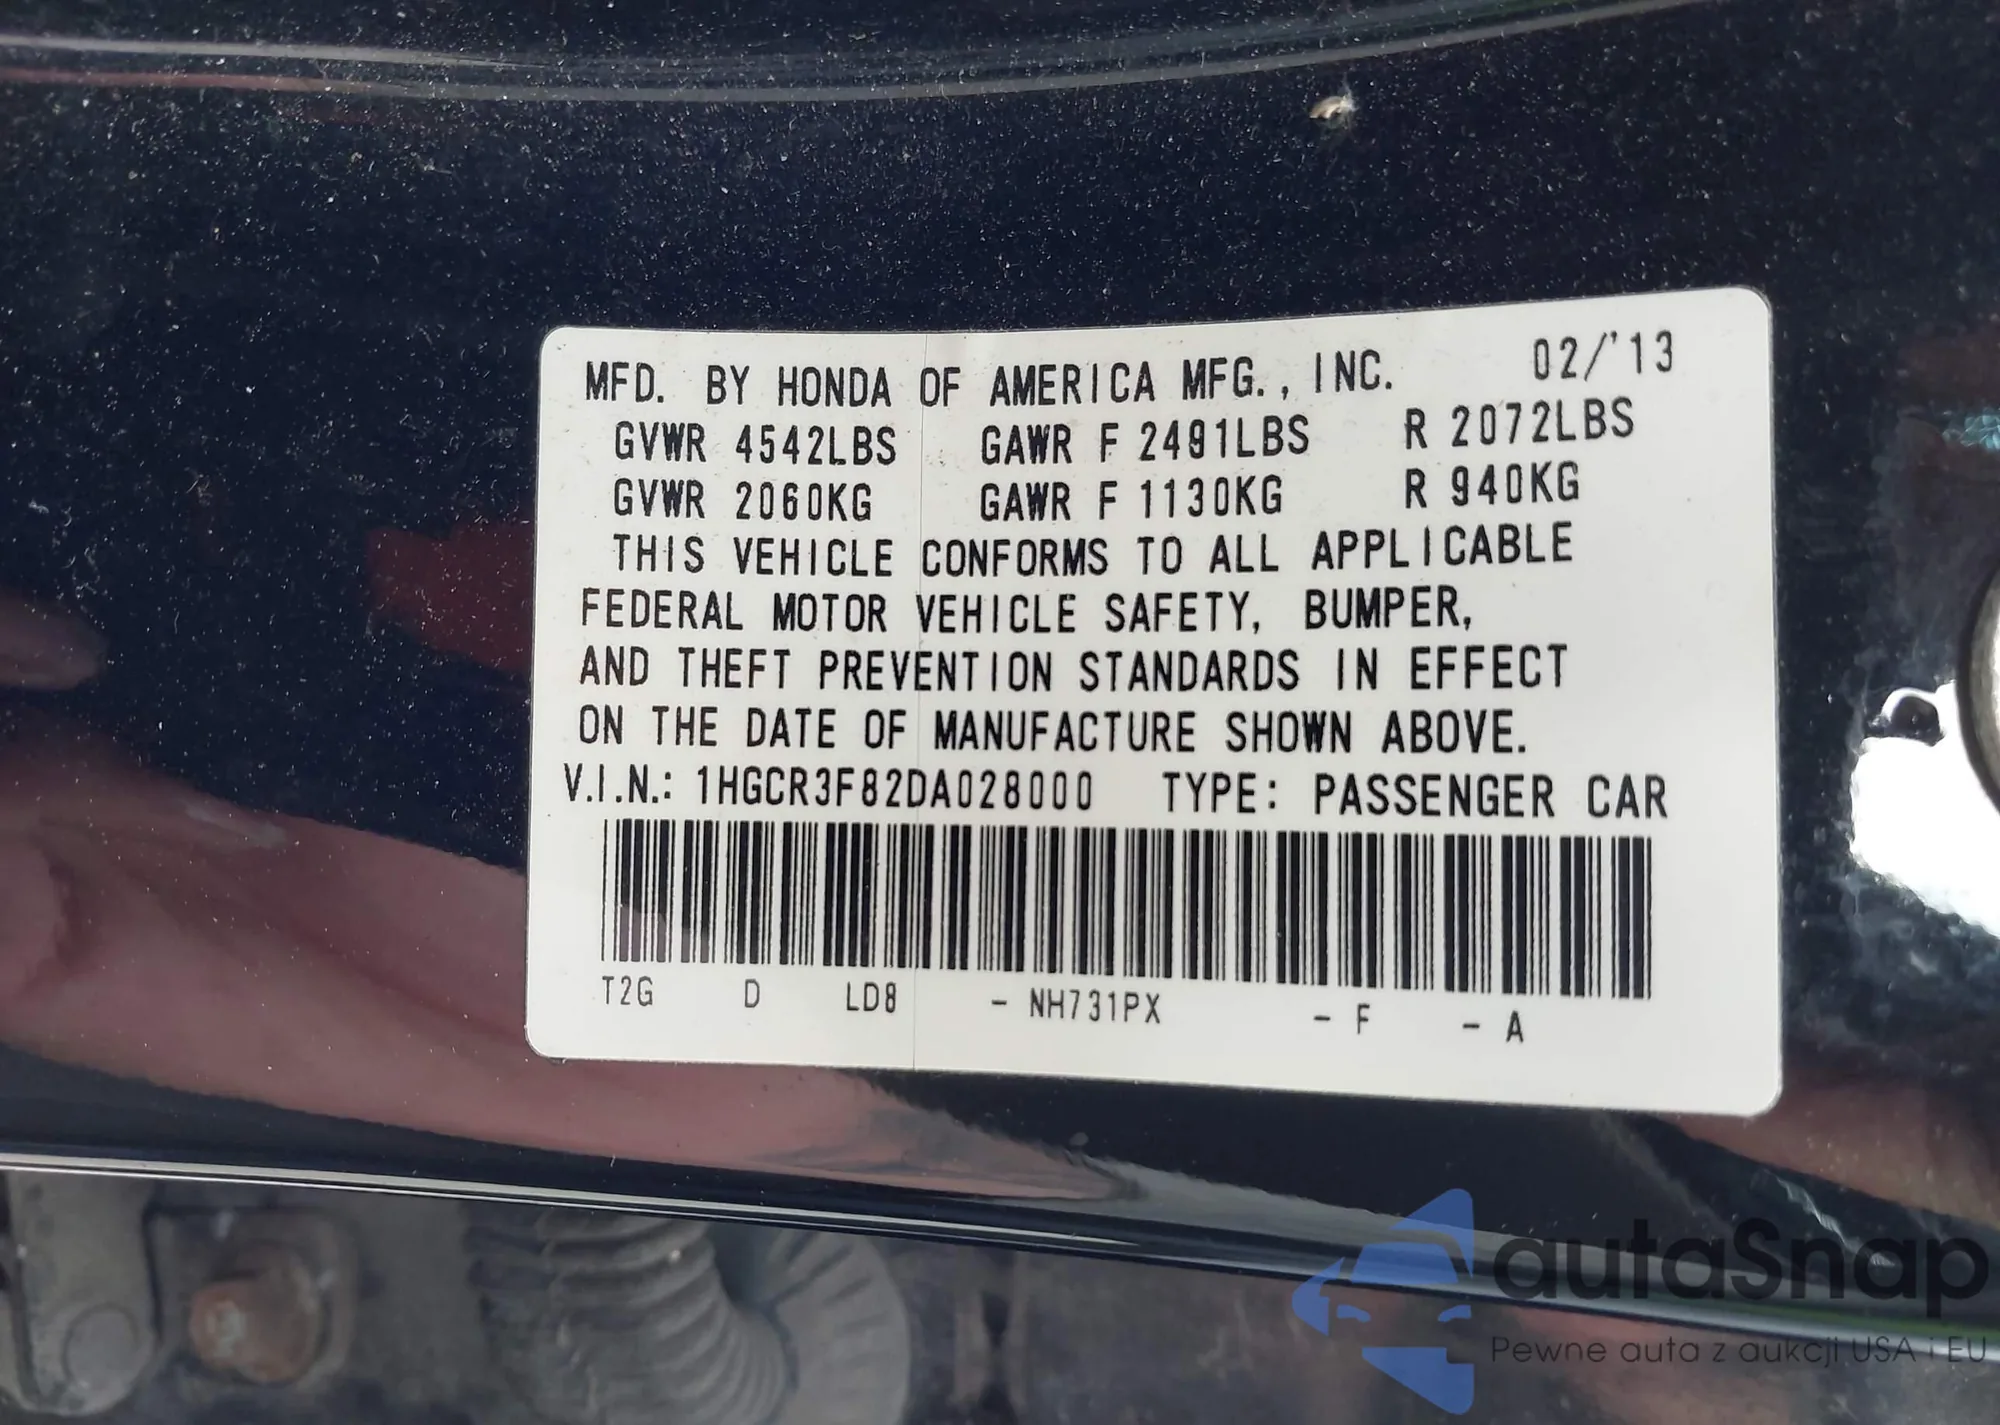 MFD. BY HONDA OF AMERICA MFG., INC. 02/'13
GVWR 4542LBS GAWR F 2491LBS R 2072LBS
GVWR 2060KG GAWR F 1130KG R 940KG
THIS VEHICLE CONFORMS TO ALL APPLICABLE
FEDERAL MOTOR VEHICLE SAFETY, BUMPER,
AND THEFT PREVENTION STANDARDS IN EFFECT
ON THE DATE OF MANUFACTURE SHOWN ABOVE.
V.I.N.: 1HGCR3F82DA028000 TYPE: PASSENGER CAR
T2G D LD8 - NH731PX - F - A
autaSnap
Pewne auta z aukcji USA i EU